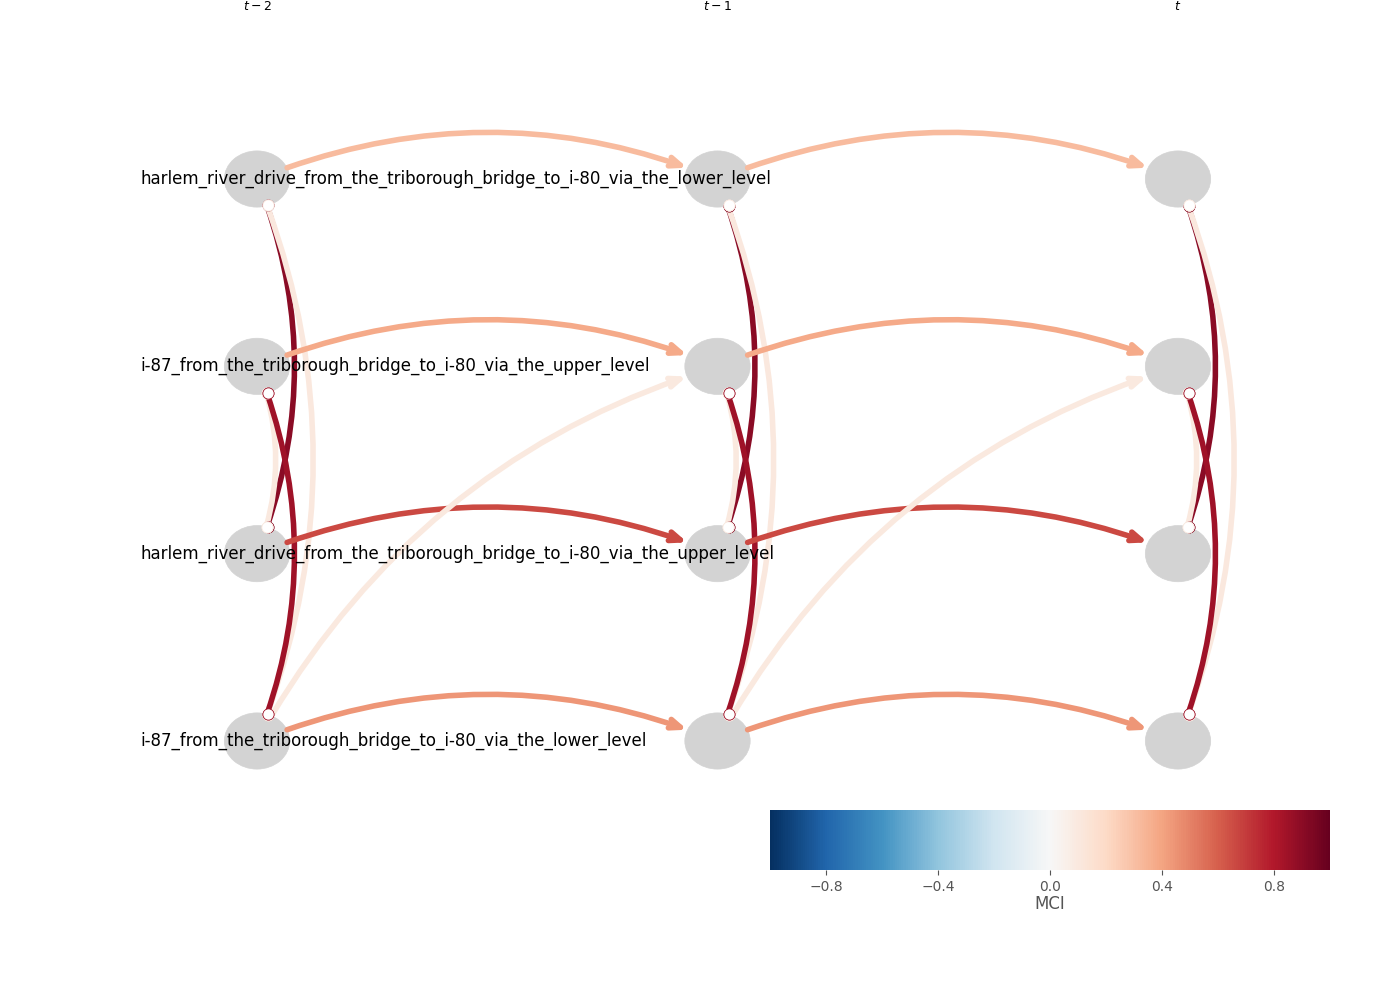 t − 2 t − 1 t
harlem_river_drive_from_the_triborough_bridge_to_i-80_via_the_lower_level
i-87_from_the_triborough_bridge_to_i-80_via_the_upper_level
harlem_river_drive_from_the_triborough_bridge_to_i-80_via_the_upper_level
i-87_from_the_triborough_bridge_to_i-80_via_the_lower_level
−0.8 −0.4 0.0 0.4 0.8
MCI